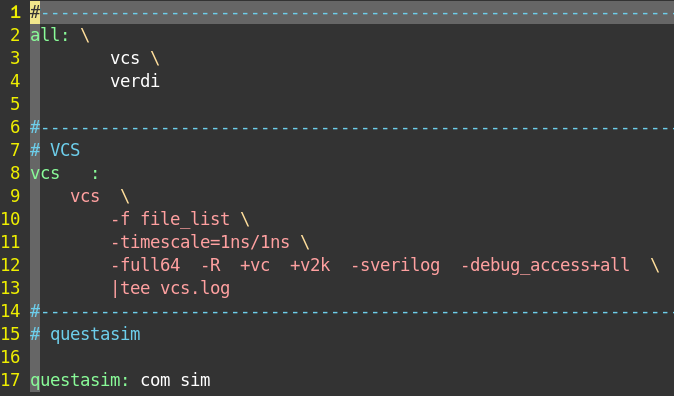 1 #----------------------------------------------------------------
2 all: \
3 vcs \
4 verdi
5
6 #----------------------------------------------------------------
7 # VCS
8 vcs   :
9 vcs  \
10 -f file_list \
11 -timescale=1ns/1ns \
12 -full64  -R  +vc  +v2k  -sverilog  -debug_access+all  \
13 |tee vcs.log
14 #----------------------------------------------------------------
15 # questasim
16
17 questasim: com sim